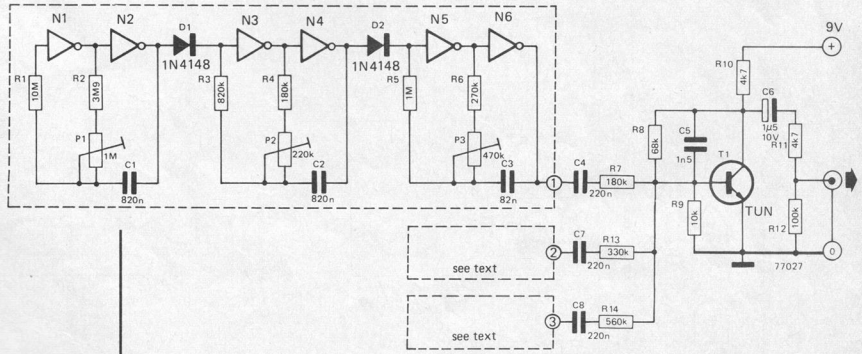 N1 N2 N3 N4 N5 N6
D1 D2
1N4148 1N4148
R1 10M
R2 3M9
R3 820k
R4 180k
R5 1M
R6 270k
P1 1M
P2 220k
P3 470k
C1 820n
C2 820n
C3 82n
1
C4 220n
R7 180k
R8 68k
C5 1n5
R9 10k
R10 4k7
9V
+
C6 1µ5 10V
R11 4k7
T1
TUN
R12 100k
0
77027
see text
2
C7 220n
R13 330k
see text
3
C8 220n
R14 560k